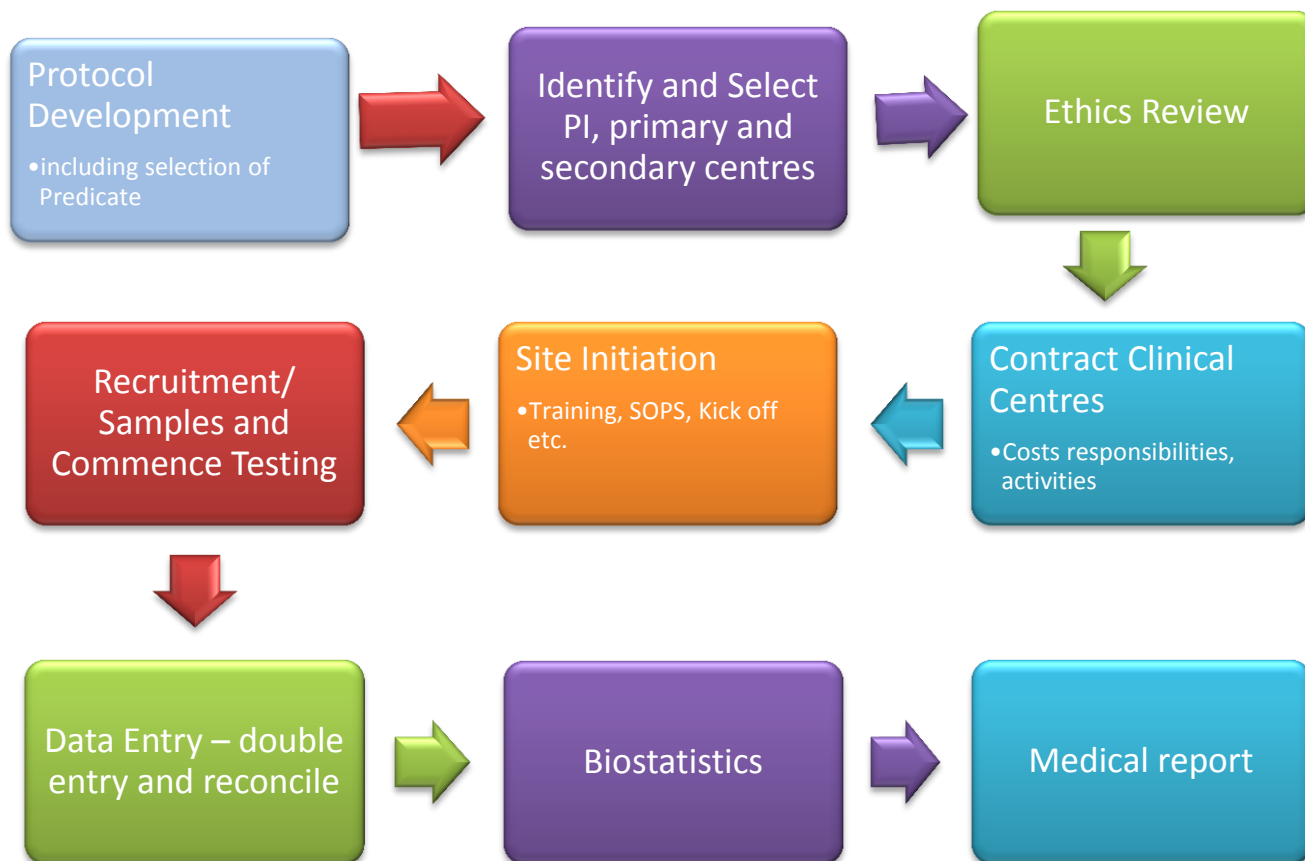 Protocol
Development
•including selection of
Predicate
Identify and Select
PI, primary and
secondary centres
Ethics Review
Contract Clinical
Centres
•Costs responsibilities,
activities
Site Initiation
•Training, SOPS, Kick off
etc.
Recruitment/
Samples and
Commence Testing
Data Entry – double
entry and reconcile
Biostatistics
Medical report